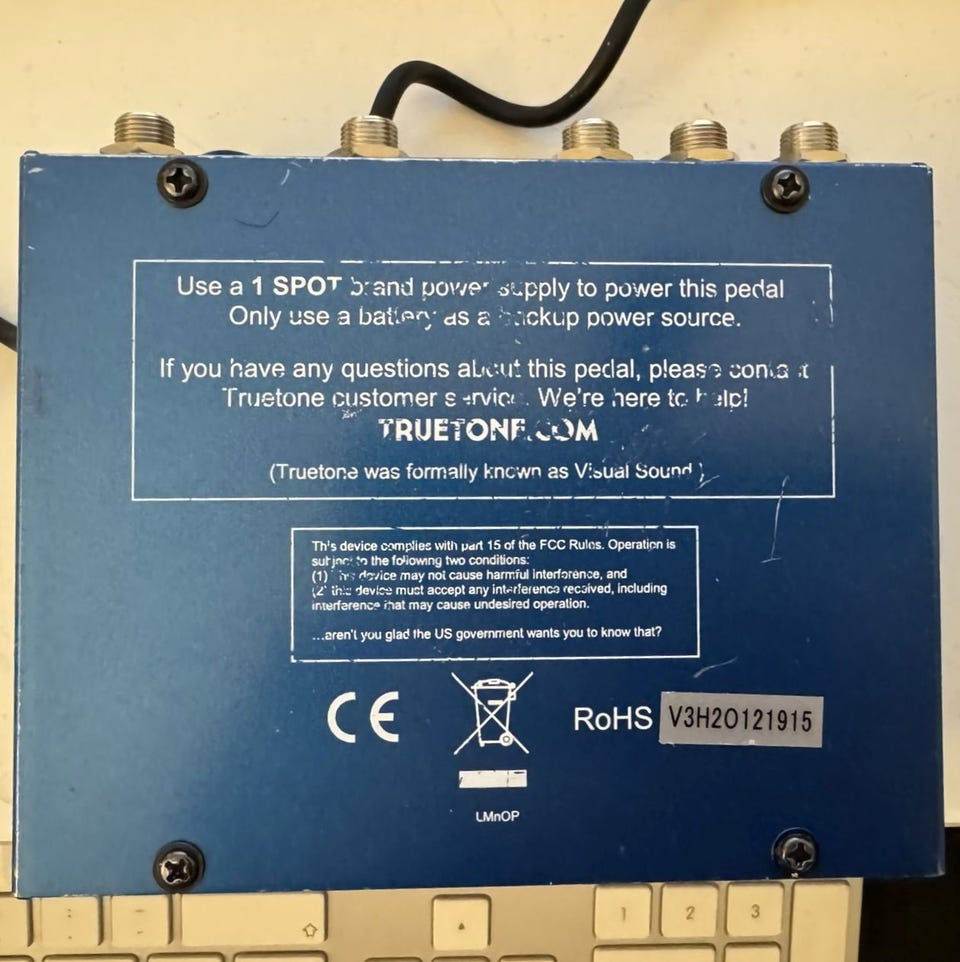 Use a 1 SPOT brand power supply to power this pedal
Only use a battery as a backup power source.
If you have any questions about this pedal, please contact
Truetone customer service. We're here to help!
TRUETONE.COM
(Truetone was formally known as Visual Sound)
This device complies with part 15 of the FCC Rules. Operation is
subject to the following two conditions:
(1) this device may not cause harmful interference, and
(2) this device must accept any interference received, including
interference that may cause undesired operation.
...aren't you glad the US government wants you to know that?
CE
RoHS V3H20121915
LMnOP
1 2 3